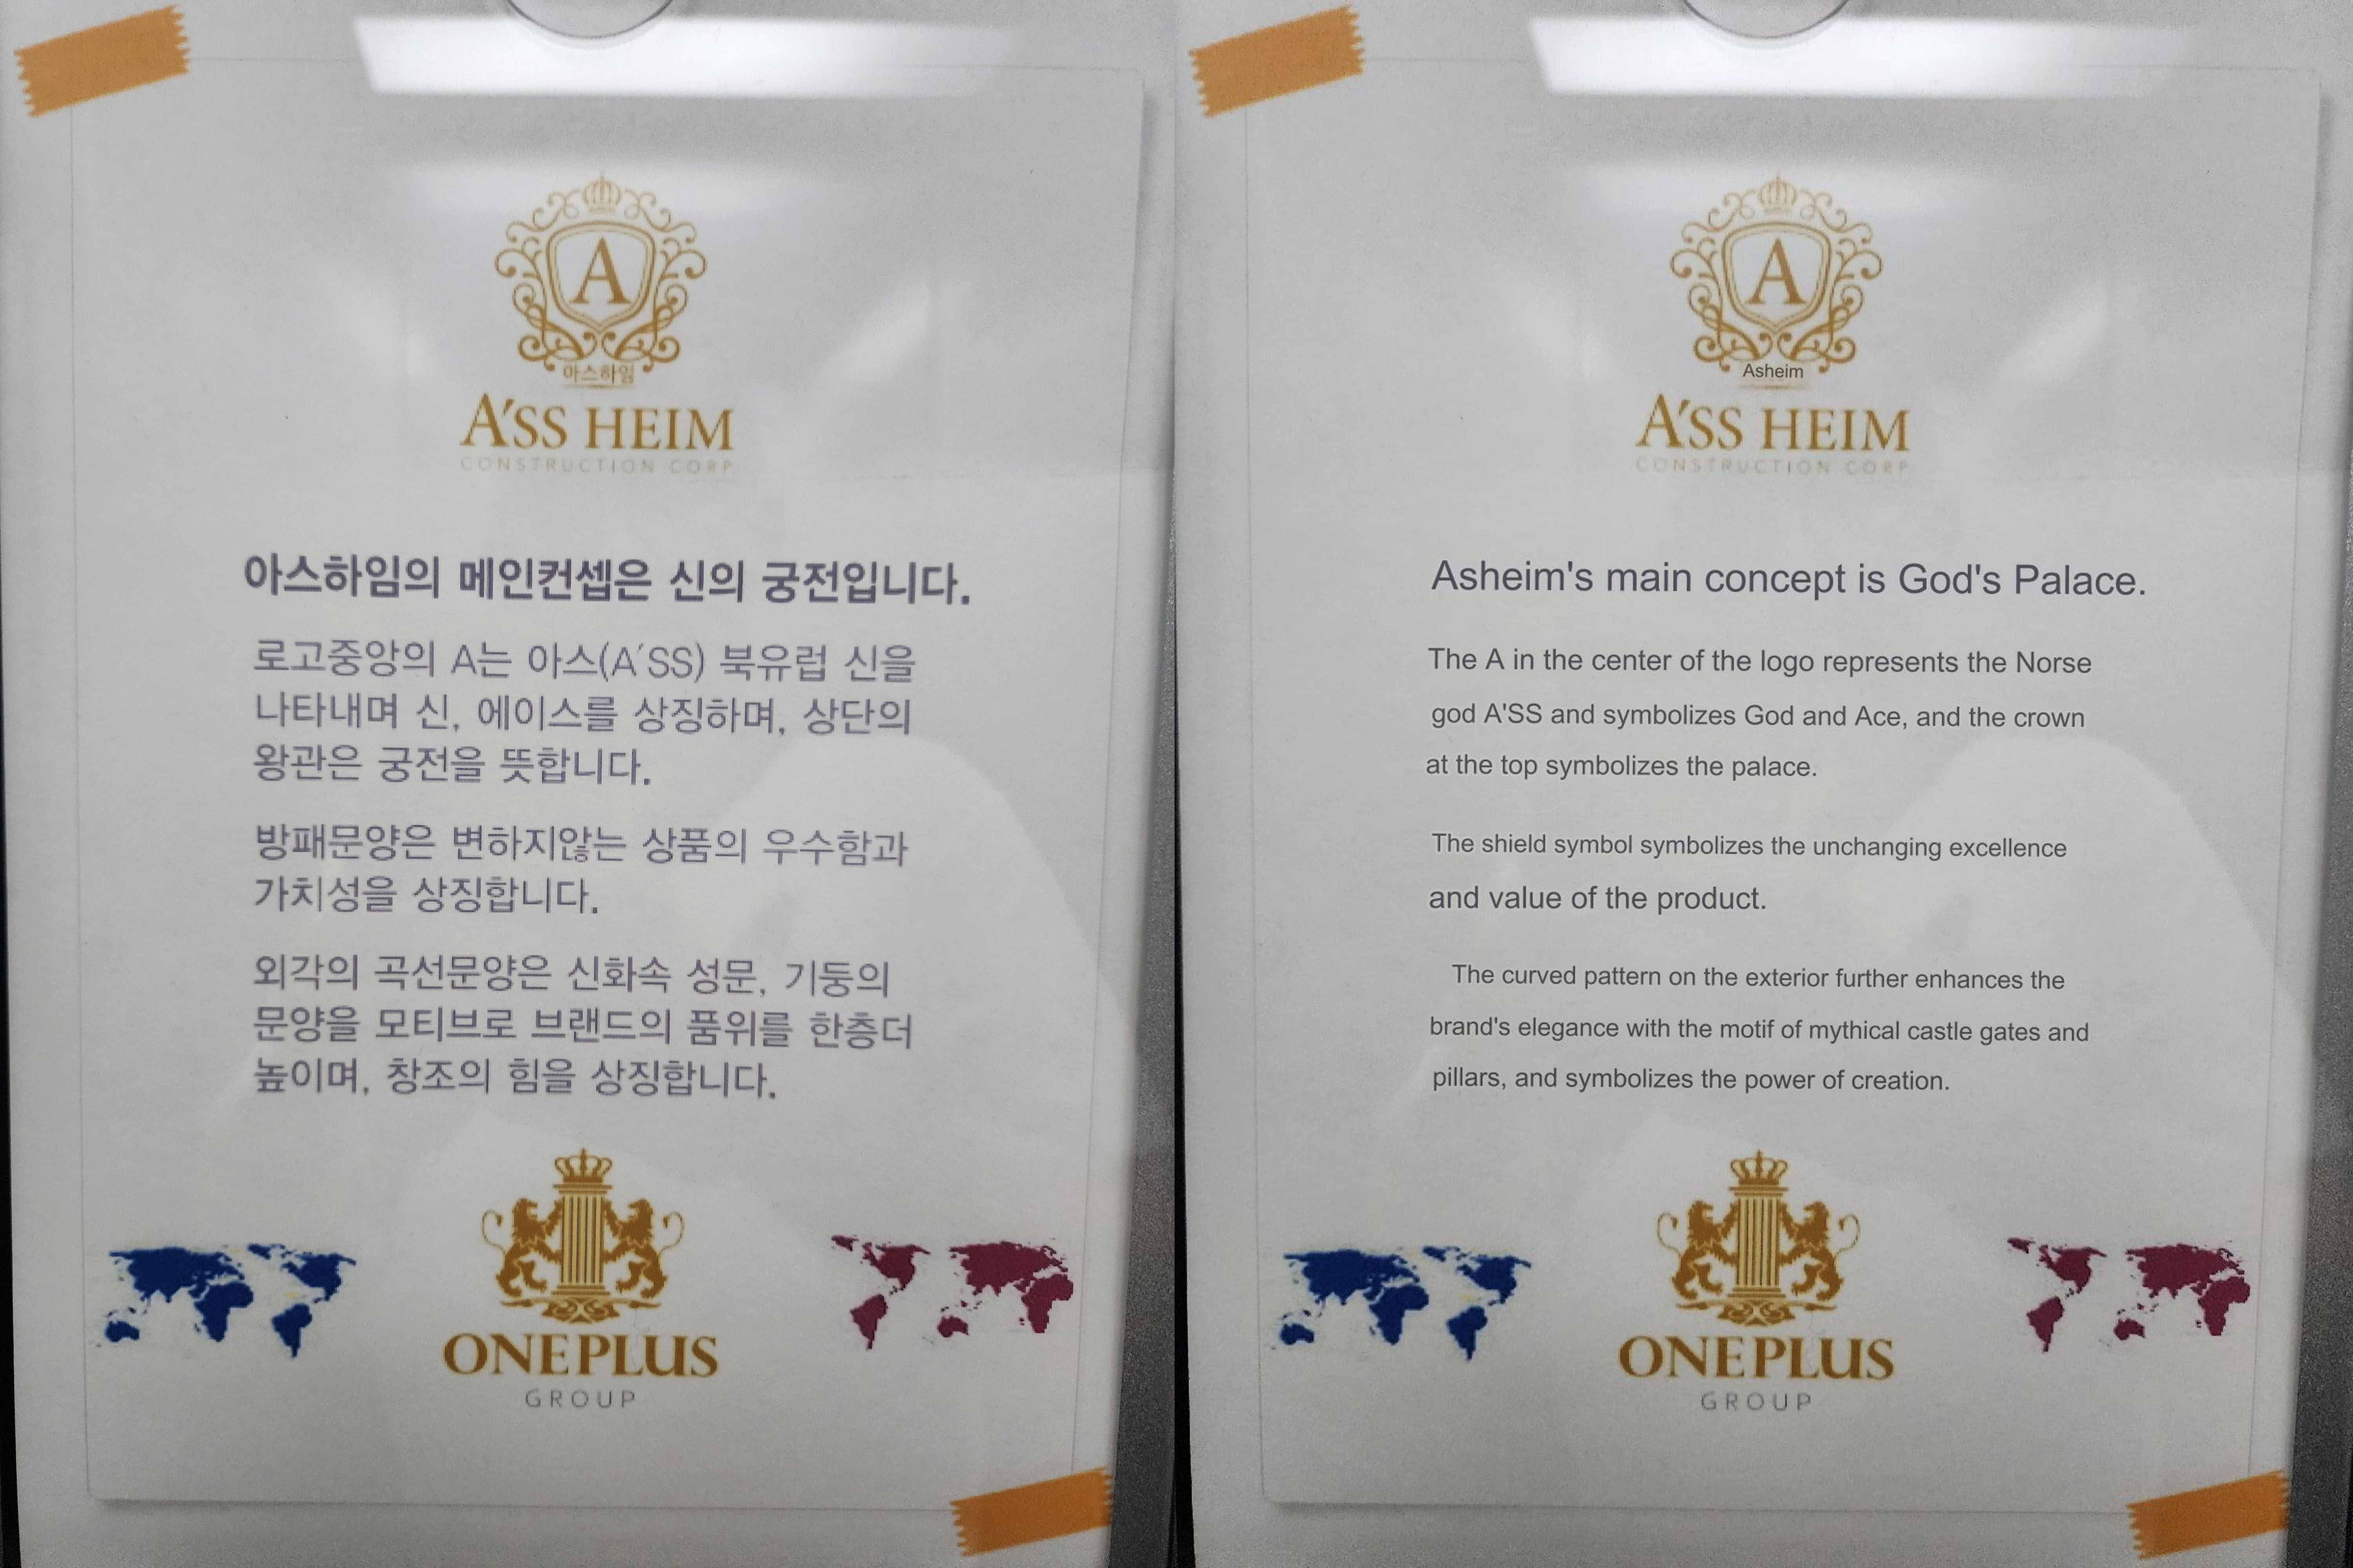 A
아스하임
A'SS HEIM
CONSTRUCTION CORP
아스하임의 메인컨셉은 신의 궁전입니다.
로고중앙의 A는 아스(A'SS) 북유럽 신을
나타내며 신, 에이스를 상징하며, 상단의
왕관은 궁전을 뜻합니다.
방패문양은 변하지않는 상품의 우수함과
가치성을 상징합니다.
외각의 곡선문양은 신화속 성문, 기둥의
문양을 모티브로 브랜드의 품위를 한층더
높이며, 창조의 힘을 상징합니다.
ONEPLUS
GROUP
A
Asheim
A'SS HEIM
CONSTRUCTION CORP
Asheim's main concept is God's Palace.
The A in the center of the logo represents the Norse
god A'SS and symbolizes God and Ace, and the crown
at the top symbolizes the palace.
The shield symbol symbolizes the unchanging excellence
and value of the product.
The curved pattern on the exterior further enhances the
brand's elegance with the motif of mythical castle gates and
pillars, and symbolizes the power of creation.
ONEPLUS
GROUP